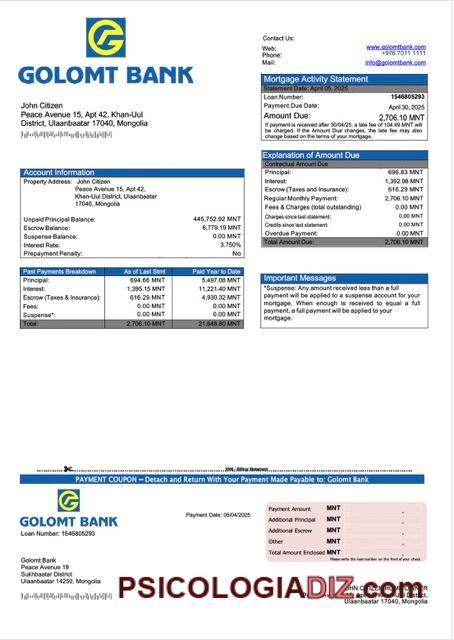 GOLOMT BANK
John Citizen
Peace Avenue 15, Apt 42, Khan-Uul
District, Ulaanbaatar 17040, Mongolia
Contact Us:
Web: www.golomtbank.com
Phone: +976 7011 1111
Mail: info@golomtbank.com
Mortgage Activity Statement
Statement Date: April 05, 2025
Loan Number: 1546805293
Payment Due Date: April 30, 2025
Amount Due: 2,706.10 MNT
If payment is received after 30/04/25, a late fee of 104.49 MNT will
be charged. If the Amount Due changes, the late fee may also
change based on the terms of your mortgage.
Explanation of Amount Due
Contractual Amount Due
Principal: 696.83 MNT
Interest: 1,392.98 MNT
Escrow (Taxes and Insurance): 616.29 MNT
Regular Monthly Payment: 2,706.10 MNT
Fees & Charges (total outstanding) 0.00 MNT
Charges since last statement: 0.00 MNT
Credits since last statement: 0.00 MNT
Overdue Payment: 0.00 MNT
Total Amount Due: 2,706.10 MNT
Account Information
Property Address: John Citizen
Peace Avenue 15, Apt 42,
Khan-Uul District, Ulaanbaatar
17040, Mongolia
Unpaid Principal Balance: 445,752.92 MNT
Escrow Balance: 6,779.19 MNT
Suspense Balance: 0.00 MNT
Interest Rate: 3.750%
Prepayment Penalty: No
Past Payments Breakdown As of Last Stmt Paid Year to Date
Principal: 694.66 MNT 5,497.08 MNT
Interest: 1,395.15 MNT 11,221.40 MNT
Escrow (Taxes & Insurance): 616.29 MNT 4,930.32 MNT
Fees: 0.00 MNT 0.00 MNT
Suspense*: 0.00 MNT 0.00 MNT
Total: 2,706.10 MNT 21,648.80 MNT
Important Messages
*Suspense: Any amount received less than a full
payment will be applied to a suspense account for your
mortgage. When enough is received to equal a full
payment, a full payment will be applied to your
mortgage.
PAYMENT COUPON – Detach and Return With Your Payment Made Payable to: Golomt Bank
GOLOMT BANK
Loan Number: 1546805293
Payment Date: 05/04/2025
Payment Amount MNT
Additional Principal MNT
Additional Escrow MNT
Other MNT
Total Amount Enclosed MNT
Please write the loan number on the front of your check.
Golomt Bank
Peace Avenue 19
Sukhbaatar District
Ulaanbaatar 14250, Mongolia
PSICOLOGIADIZ.com
Ulaanbaatar 17040, Mongolia